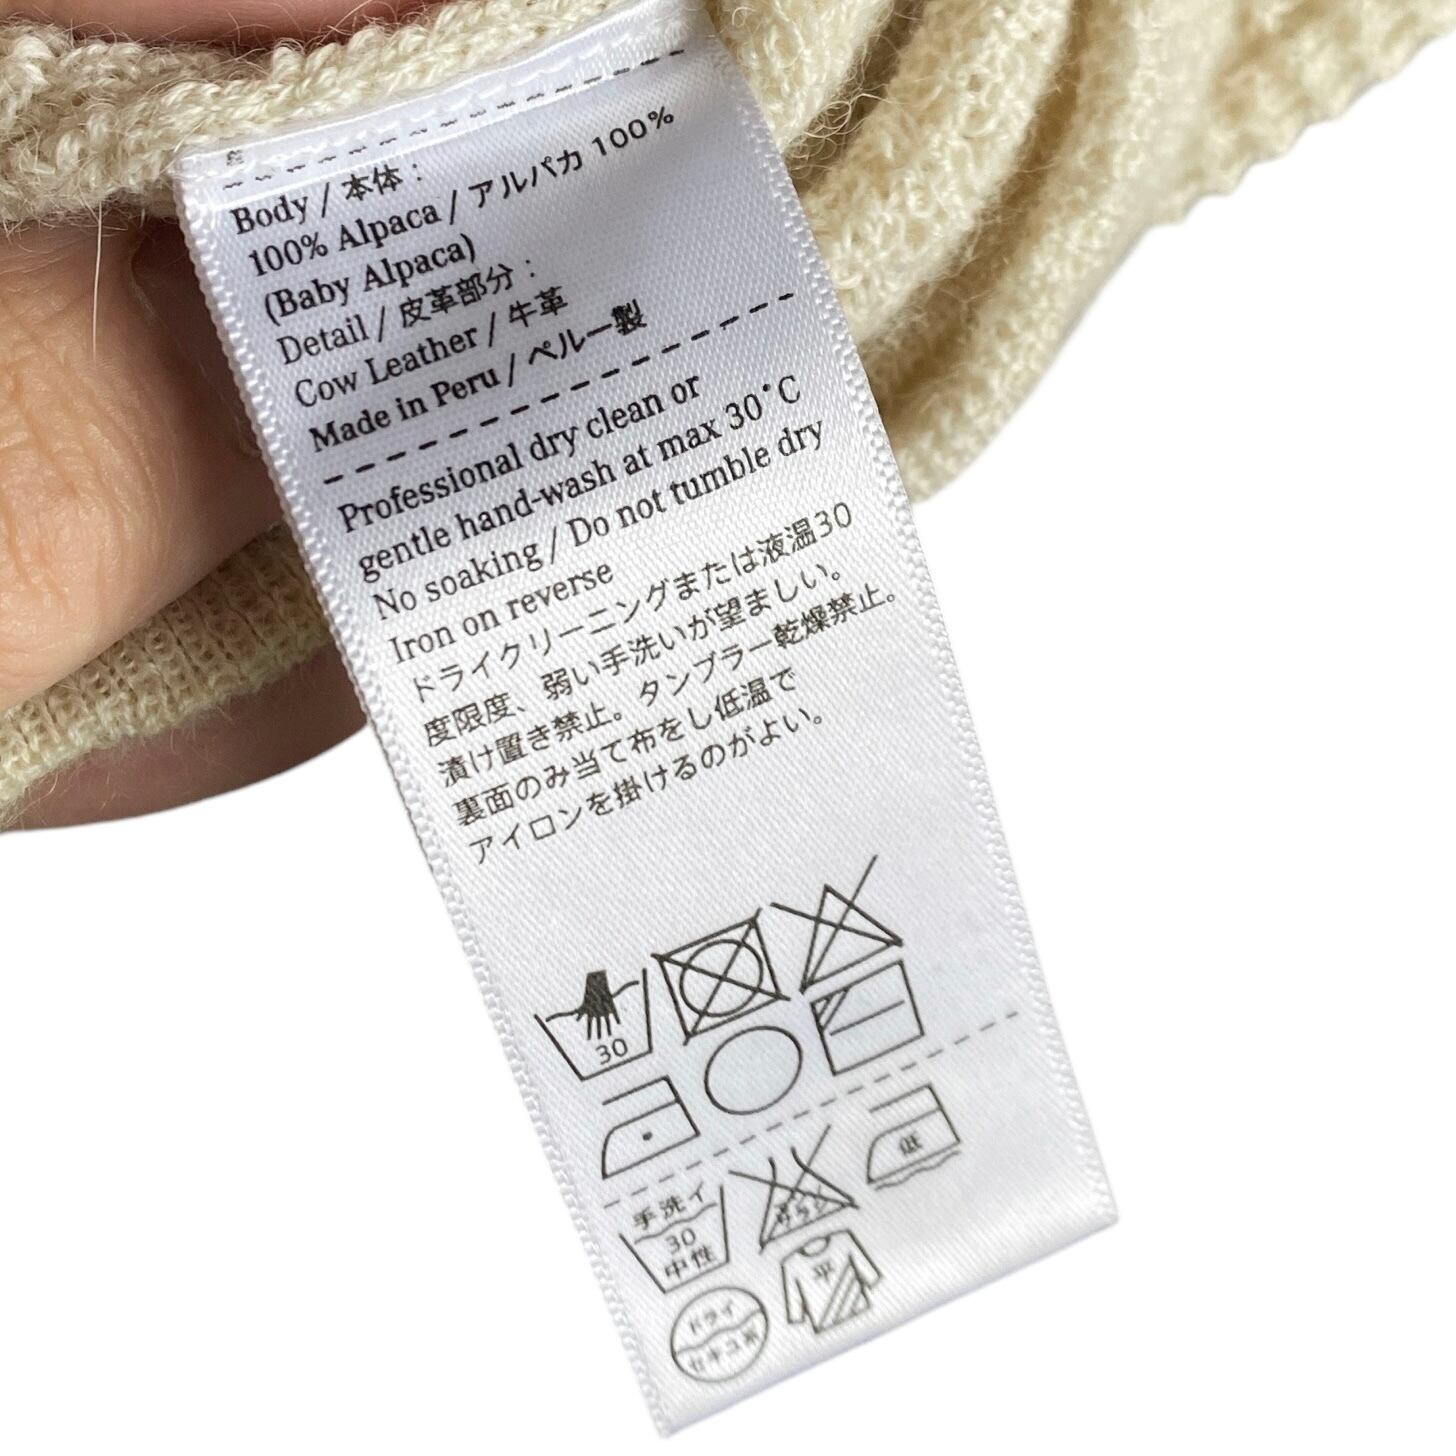 Body / 本体 :
100% Alpaca / アルパカ 100%
(Baby Alpaca)
Detail / 皮革部分 :
Cow Leather / 牛革
Made in Peru / ペルー製
Professional dry clean or
gentle hand-wash at max 30°C
No soaking / Do not tumble dry
Iron on reverse
ドライクリーニングまたは液温30
度限度、弱い手洗いが望ましい。
漬け置き禁止。タンブラー乾燥禁止。
裏面のみ当て布をし低温で
アイロンを掛けるのがよい。
30
低
手洗イ
30
中性
平
ドライ
セキユ系